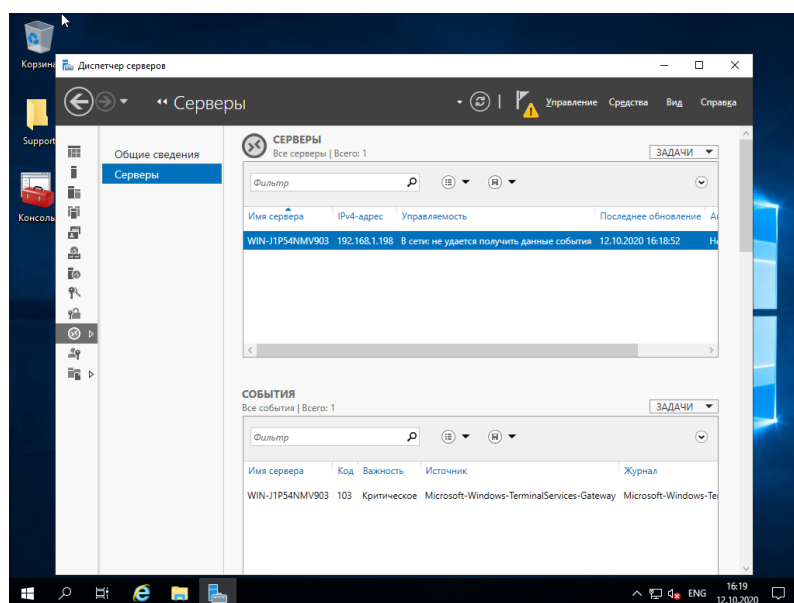 Корзина
Диспетчер серверов
Серверы
Управление Средства Вид Справка
Support
Консоль
Общие сведения
Серверы
СЕРВЕРЫ
Все серверы | Всего: 1
ЗАДАЧИ
Фильтр
Имя сервера IPv4-адрес Управляемость Последнее обновление
WIN-J1P54NMV903 192.168.1.198 В сети: не удается получить данные события 12.10.2020 16:18:52
СОБЫТИЯ
Все события | Всего: 1
ЗАДАЧИ
Фильтр
Имя сервера Код Важность Источник Журнал
WIN-J1P54NMV903 103 Критическое Microsoft-Windows-TerminalServices-Gateway Microsoft-Windows-Te
ENG
16:19
12.10.2020